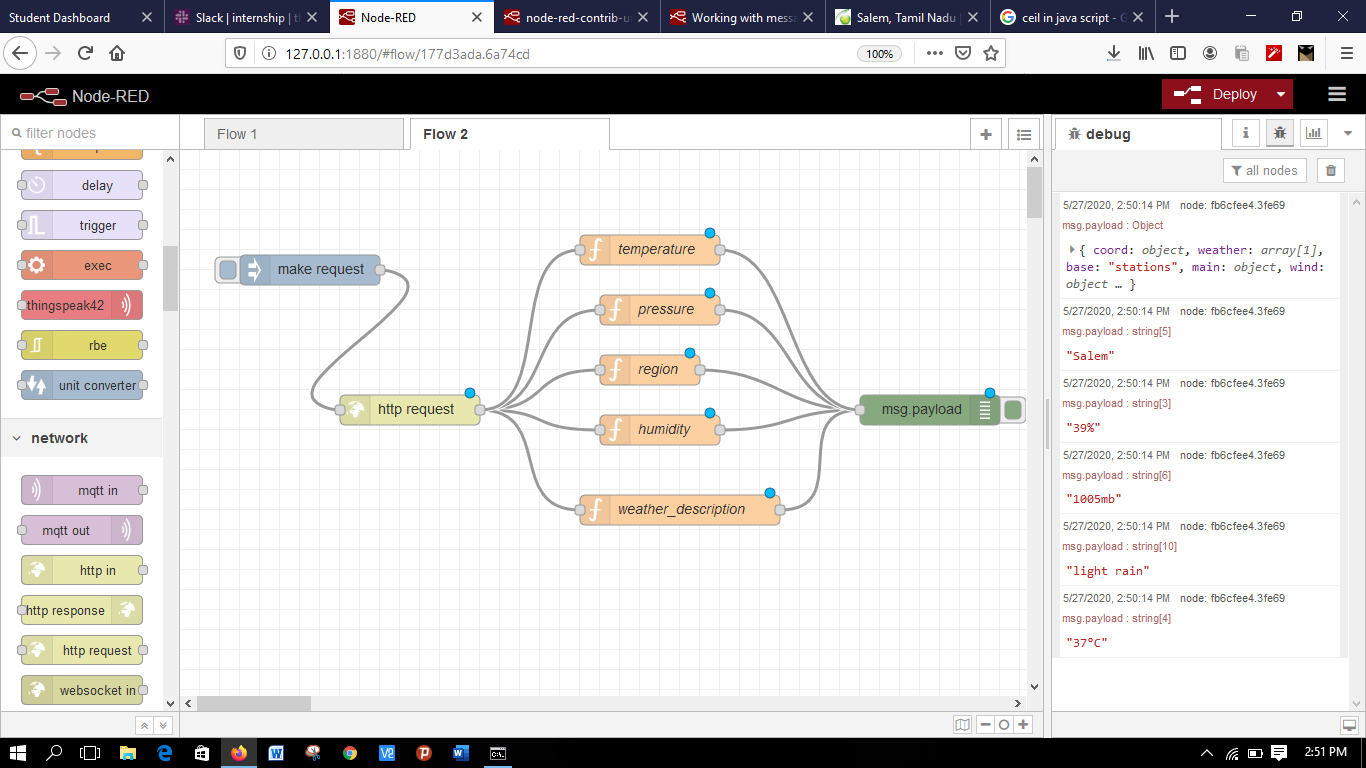 Student Dashboard
Slack | internship | t
Node-RED
node-red-contrib-u
Working with messa
Salem, Tamil Nadu
ceil in java script - G
127.0.0.1:1880/#flow/177d3ada.6a74cd
100%
Node-RED
Deploy
filter nodes
Flow 1
Flow 2
debug
all nodes
delay
trigger
exec
thingspeak42
rbe
unit converter
network
mqtt in
mqtt out
http in
http response
http request
websocket in
make request
http request
temperature
pressure
region
humidity
weather_description
msg.payload
5/27/2020, 2:50:14 PM node: fb6cfee4.3fe69
msg.payload : Object
{ coord: object, weather: array[1],
base: "stations", main: object, wind:
object … }
5/27/2020, 2:50:14 PM node: fb6cfee4.3fe69
msg.payload : string[5]
"Salem"
5/27/2020, 2:50:14 PM node: fb6cfee4.3fe69
msg.payload : string[3]
"39%"
5/27/2020, 2:50:14 PM node: fb6cfee4.3fe69
msg.payload : string[6]
"1005mb"
5/27/2020, 2:50:14 PM node: fb6cfee4.3fe69
msg.payload : string[10]
"light rain"
5/27/2020, 2:50:14 PM node: fb6cfee4.3fe69
msg.payload : string[4]
"37°C"
2:51 PM